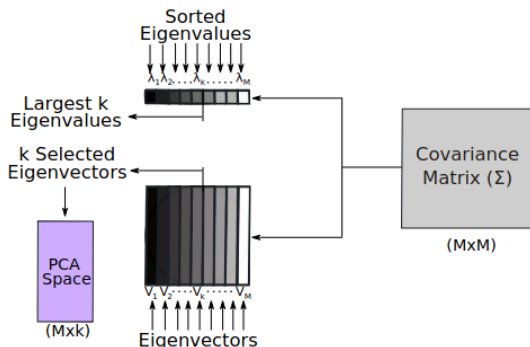 Sorted
Eigenvalues
λ1 λ2 ····· λk ······ λM
Largest k
Eigenvalues
k Selected
Eigenvectors
Covariance
Matrix (Σ)
(MxM)
PCA
Space
(Mxk)
V1 V2 ····· Vk ······ VM
Eigenvectors